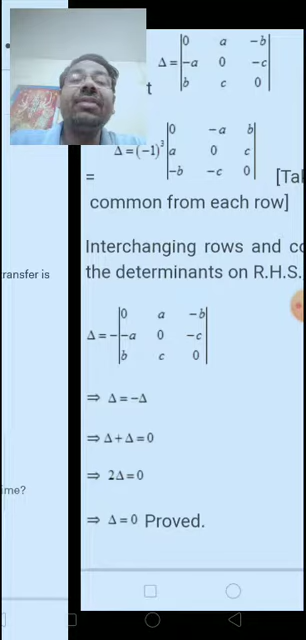 Δ = |0 a −b|
|−a 0 −c|
|b c 0|
t
Δ = (−1)³ |0 −a b|
|a 0 c|
|−b −c 0|
= [Ta
common from each row]
Interchanging rows and co
ransfer is
the determinants on R.H.S.
Δ = − |0 a −b|
|−a 0 −c|
|b c 0|
⇒ Δ = −Δ
⇒ Δ + Δ = 0
⇒ 2Δ = 0
ime?
⇒ Δ = 0 Proved.